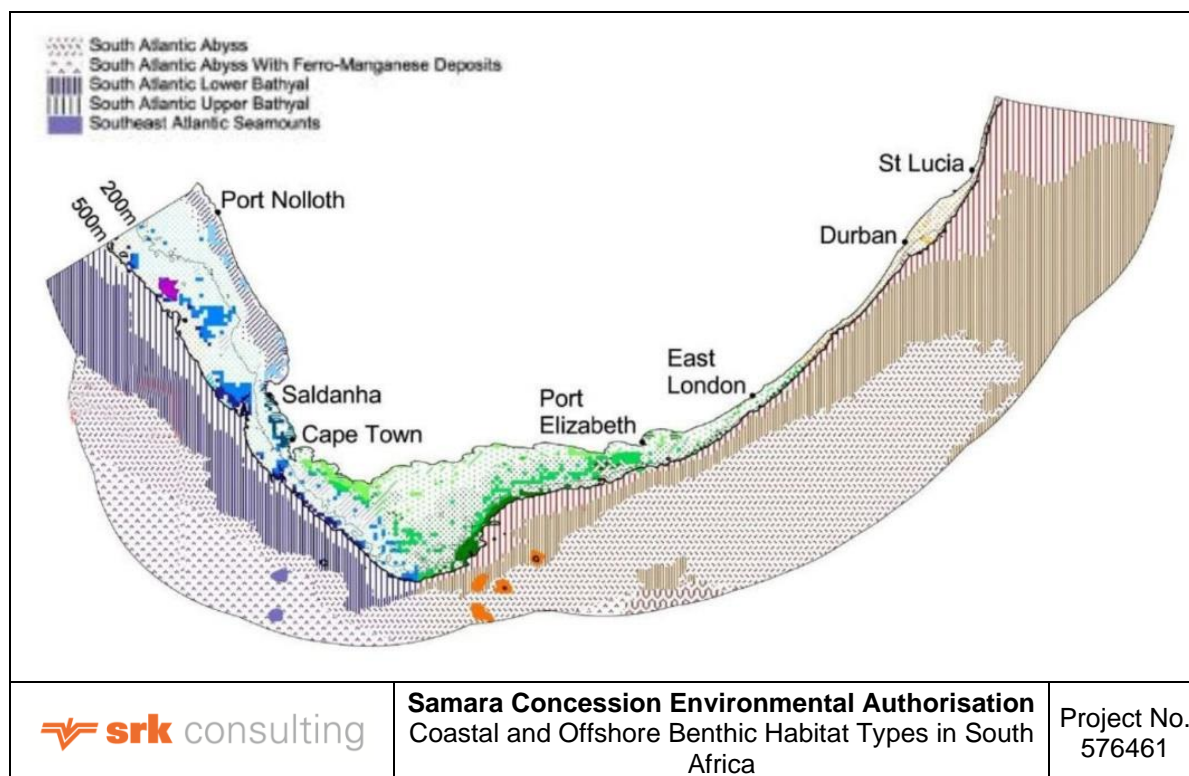 South Atlantic Abyss
South Atlantic Abyss With Ferro-Manganese Deposits
South Atlantic Lower Bathyal
South Atlantic Upper Bathyal
Southeast Atlantic Seamounts
St Lucia
200m
Port Nolloth
500m
Durban
East
London
Saldanha
Port
Elizabeth
Cape Town
srk consulting
Samara Concession Environmental Authorisation
Coastal and Offshore Benthic Habitat Types in South
Africa
Project No.
576461